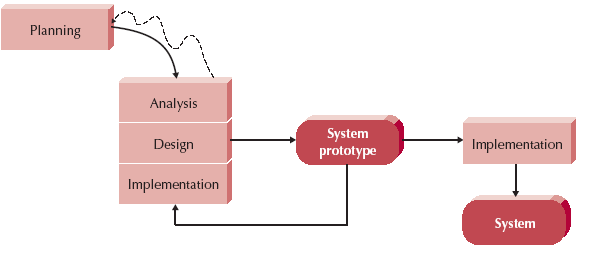 Planning
Analysis
Design
Implementation
System
prototype
Implementation
System